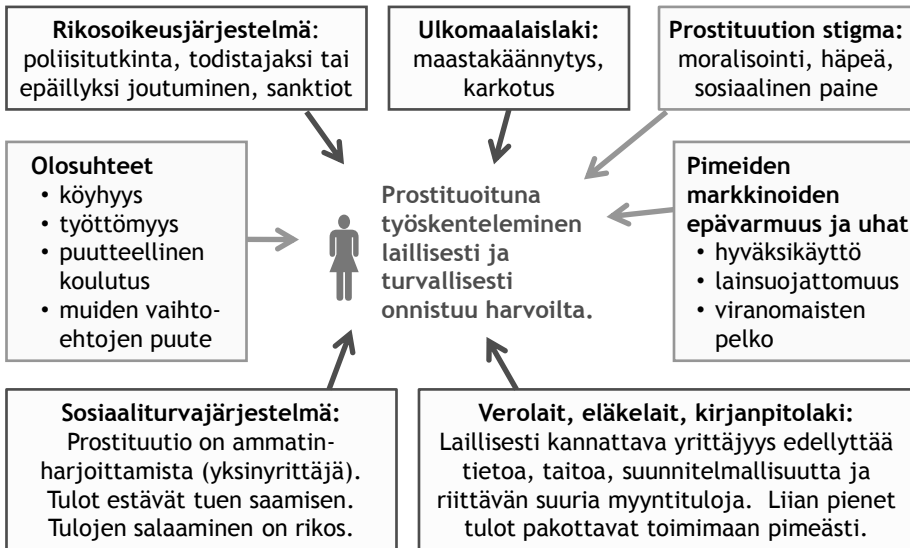 Rikosoikeusjärjestelmä:
poliisitutkinta, todistajaksi tai
epäillyksi joutuminen, sanktiot
Ulkomaalaislaki:
maastakäännytys,
karkotus
Prostituution stigma:
moralisointi, häpeä,
sosiaalinen paine
Olosuhteet
• köyhyys
• työttömyys
• puutteellinen
koulutus
• muiden vaihto-
ehtojen puute
Prostituoituna
työskenteleminen
laillisesti ja
turvallisesti
onnistuu harvoilta.
Pimeiden
markkinoiden
epävarmuus ja uhat
• hyväksikäyttö
• lainsuojattomuus
• viranomaisten
pelko
Sosiaaliturvajärjestelmä:
Prostituutio on ammatin-
harjoittamista (yksinyrittäjä).
Tulot estävät tuen saamisen.
Tulojen salaaminen on rikos.
Verolait, eläkelait, kirjanpitolaki:
Laillisesti kannattava yrittäjyys edellyttää
tietoa, taitoa, suunnitelmallisuutta ja
riittävän suuria myyntituloja. Liian pienet
tulot pakottavat toimimaan pimeästi.